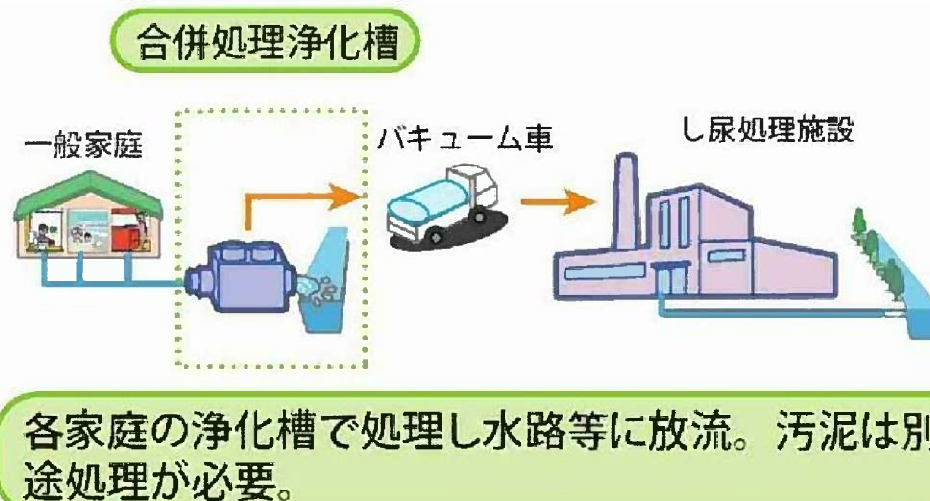 合併処理浄化槽
一般家庭
バキューム車
し尿処理施設
各家庭の浄化槽で処理し水路等に放流。汚泥は別
途処理が必要。